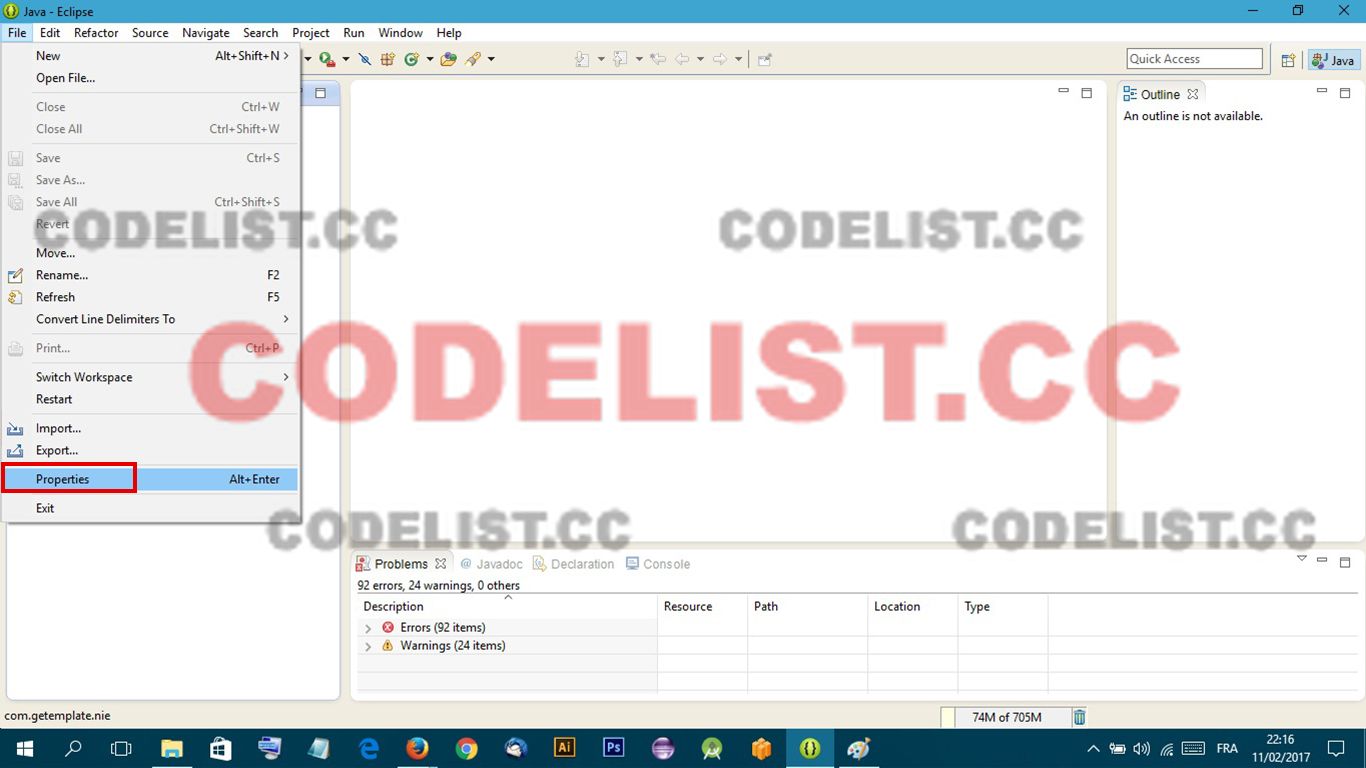 Java - Eclipse
File Edit Refactor Source Navigate Search Project Run Window Help
New Alt+Shift+N
Open File...
Close Ctrl+W
Close All Ctrl+Shift+W
Save Ctrl+S
Save As...
Save All Ctrl+Shift+S
Revert
Move...
Rename... F2
Refresh F5
Convert Line Delimiters To
Print... Ctrl+P
Switch Workspace
Restart
Import...
Export...
Properties Alt+Enter
Exit
Quick Access
Java
Outline
An outline is not available.
CODELIST.CC CODELIST.CC
CODELIST.CC
CODELIST.CC CODELIST.CC
Problems @ Javadoc Declaration Console
92 errors, 24 warnings, 0 others
Description Resource Path Location Type
Errors (92 items)
Warnings (24 items)
com.getemplate.nie
74M of 705M
Ai Ps
FRA
22:16
11/02/2017